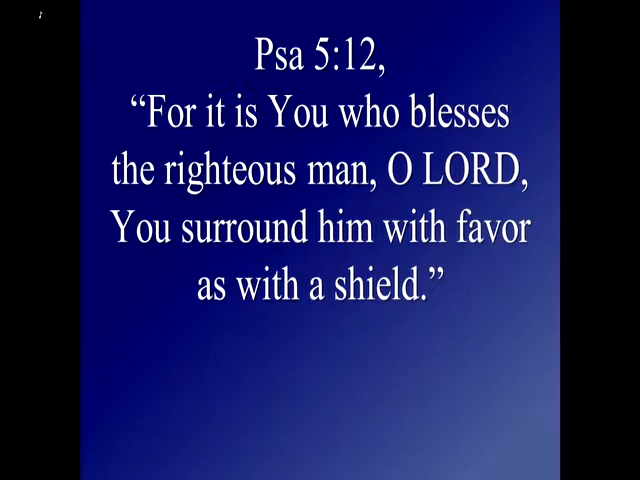 Psa 5:12,
“For it is You who blesses
the righteous man, O LORD,
You surround him with favor
as with a shield.”